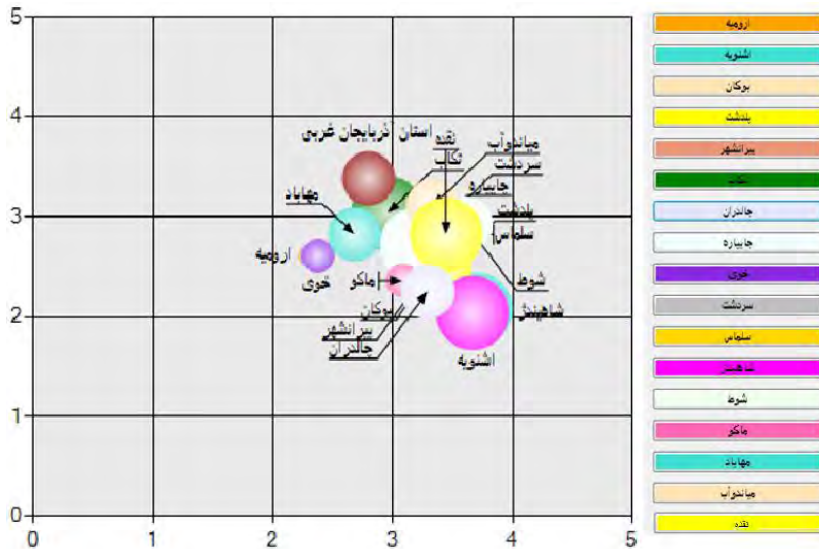 5
4
3
2
1
0
0
1
2
3
4
5
استان آذربایجان غربی
نقده
تکاب
میاندوآب
سردشت
چایپاره
مهاباد
پلدشت
سلماس
ارومیه
خوی
ماکو
شوط
بوکان
پیرانشهر
چالدران
شاهیندژ
اشنویه
ارومیه
اشنویه
بوکان
پلدشت
پیرانشهر
تکاب
چالدران
چایپاره
خوی
سردشت
سلماس
شاهیندژ
شوط
ماکو
مهاباد
میاندوآب
نقده